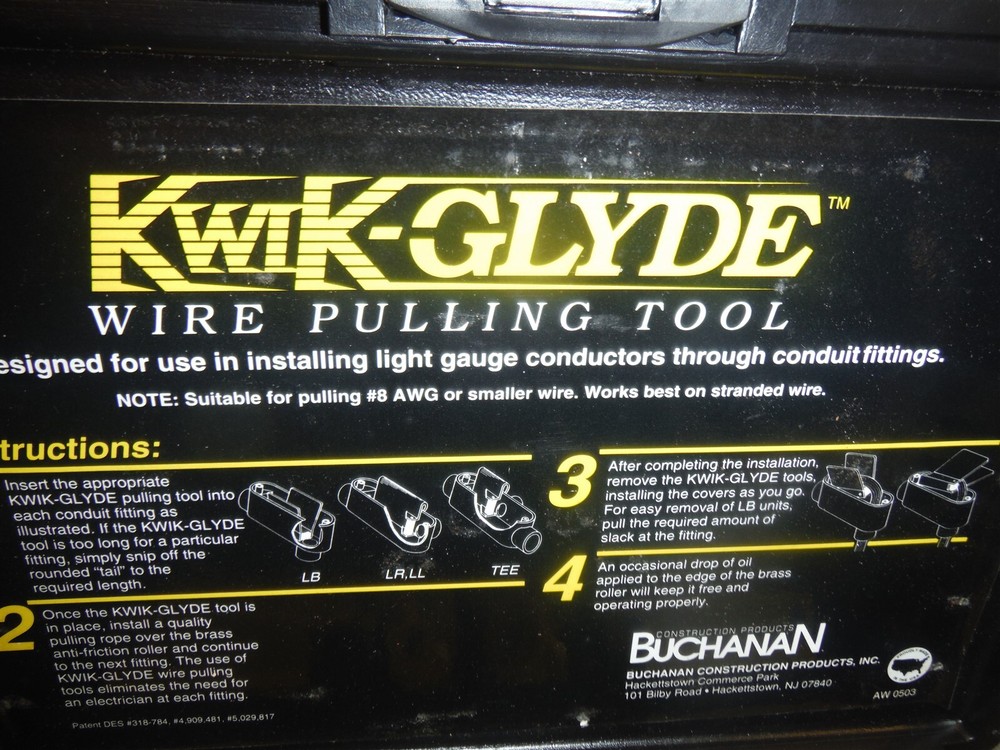 KWIK-GLYDE™
WIRE PULLING TOOL
esigned for use in installing light gauge conductors through conduit fittings.
NOTE: Suitable for pulling #8 AWG or smaller wire. Works best on stranded wire.
tructions:
Insert the appropriate
KWIK-GLYDE pulling tool into
each conduit fitting as
illustrated. If the KWIK-GLYDE
tool is too long for a particular
fitting, simply snip off the
rounded "tail" to the
required length.
LB
LR,LL
TEE
2
Once the KWIK-GLYDE tool is
in place, install a quality
pulling rope over the brass
anti-friction roller and continue
to the next fitting. The use of
KWIK-GLYDE wire pulling
tools eliminates the need for
an electrician at each fitting.
Patent DES #318-784, #4,909,481, #5,029,817
3
After completing the installation,
remove the KWIK-GLYDE tools,
installing the covers as you go.
For easy removal of LB units,
pull the required amount of
slack at the fitting.
4
An occasional drop of oil
applied to the edge of the brass
roller will keep it free and
operating properly.
CONSTRUCTION PRODUCTS
BUCHANAN
BUCHANAN CONSTRUCTION PRODUCTS, INC.
Hackettstown Commerce Park
101 Bilby Road • Hackettstown, NJ 07840
AW 0503